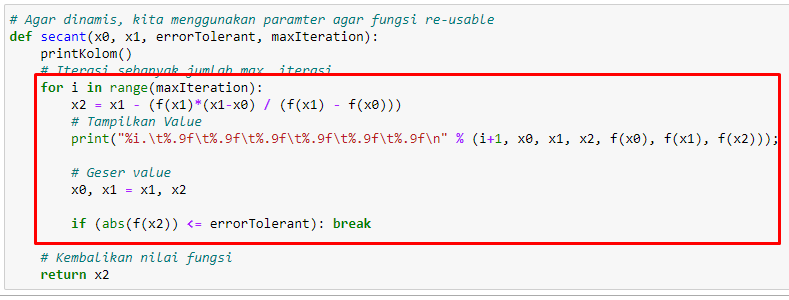 # Agar dinamis, kita menggunakan paramter agar fungsi re-usable
def secant(x0, x1, errorTolerant, maxIteration):
printKolom()
# Iterasi sebanyak jumlah max. iterasi
for i in range(maxIteration):
x2 = x1 - (f(x1)*(x1-x0) / (f(x1) - f(x0)))
# Tampilkan Value
print("%i.\t%.9f\t%.9f\t%.9f\t%.9f\t%.9f\t%.9f\n" % (i+1, x0, x1, x2, f(x0), f(x1), f(x2)));
# Geser value
x0, x1 = x1, x2
if (abs(f(x2)) <= errorTolerant): break
# Kembalikan nilai fungsi
return x2